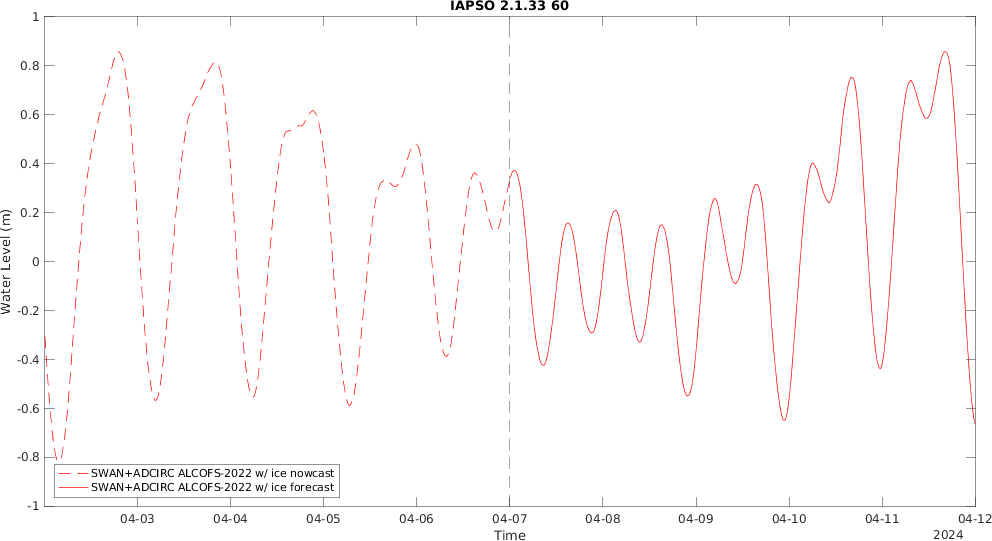 IAPSO 2.1.33 60
1
0.8
0.6
0.4
0.2
0
-0.2
-0.4
-0.6
-0.8
-1
Water Level (m)
SWAN+ADCIRC ALCOFS-2022 w/ ice nowcast
SWAN+ADCIRC ALCOFS-2022 w/ ice forecast
04-03 04-04 04-05 04-06 04-07 04-08 04-09 04-10 04-11 04-12
Time
2024